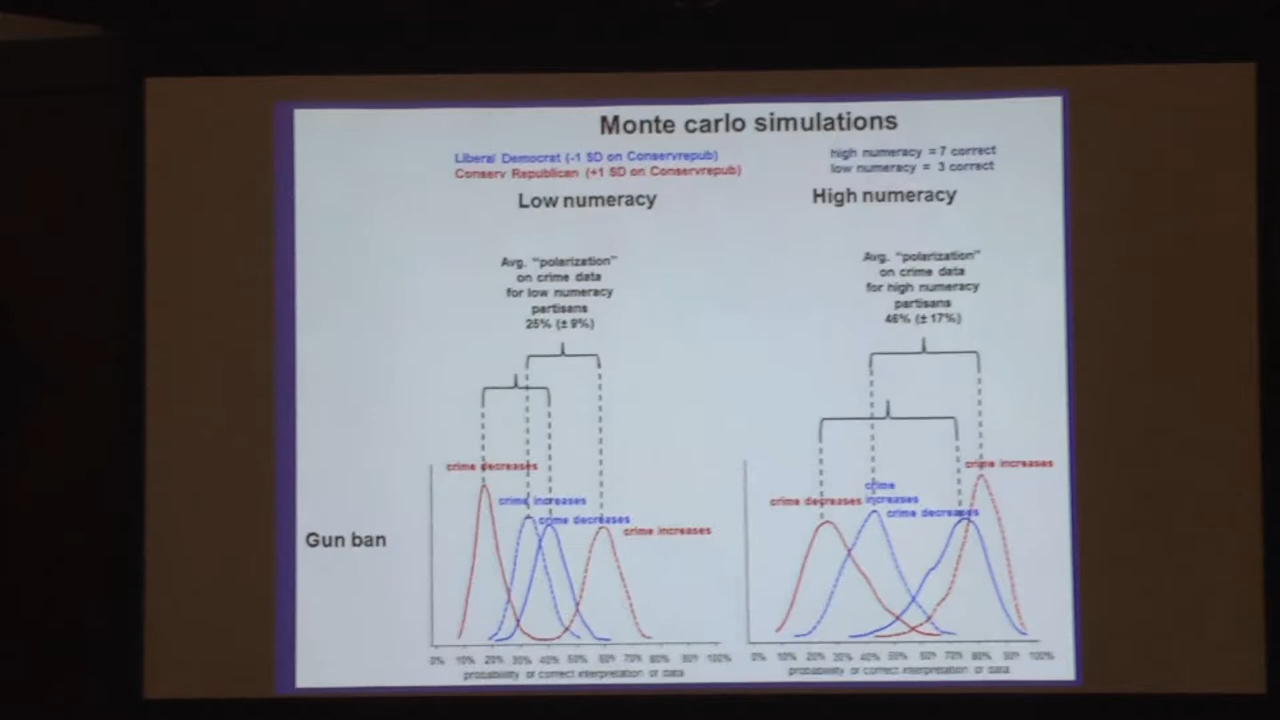 Monte carlo simulations
Liberal Democrat (-1 SD on Conservrepub)
Conserv Republican (+1 SD on Conservrepub)
high numeracy = 7 correct
low numeracy = 3 correct
Low numeracy
High numeracy
Avg. "polarization"
on crime data
for low numeracy
partisans
25% (± 9%)
Avg. "polarization"
on crime data
for high numeracy
partisans
46% (± 17%)
crime decreases
crime increases
crime decreases
crime increases
crime decreases
crime
increases
crime decreases
crime increases
Gun ban
0% 10% 20% 30% 40% 50% 60% 70% 80% 90% 100%
probability of correct interpretation of data
0% 10% 20% 30% 40% 50% 60% 70% 80% 90% 100%
probability of correct interpretation of data